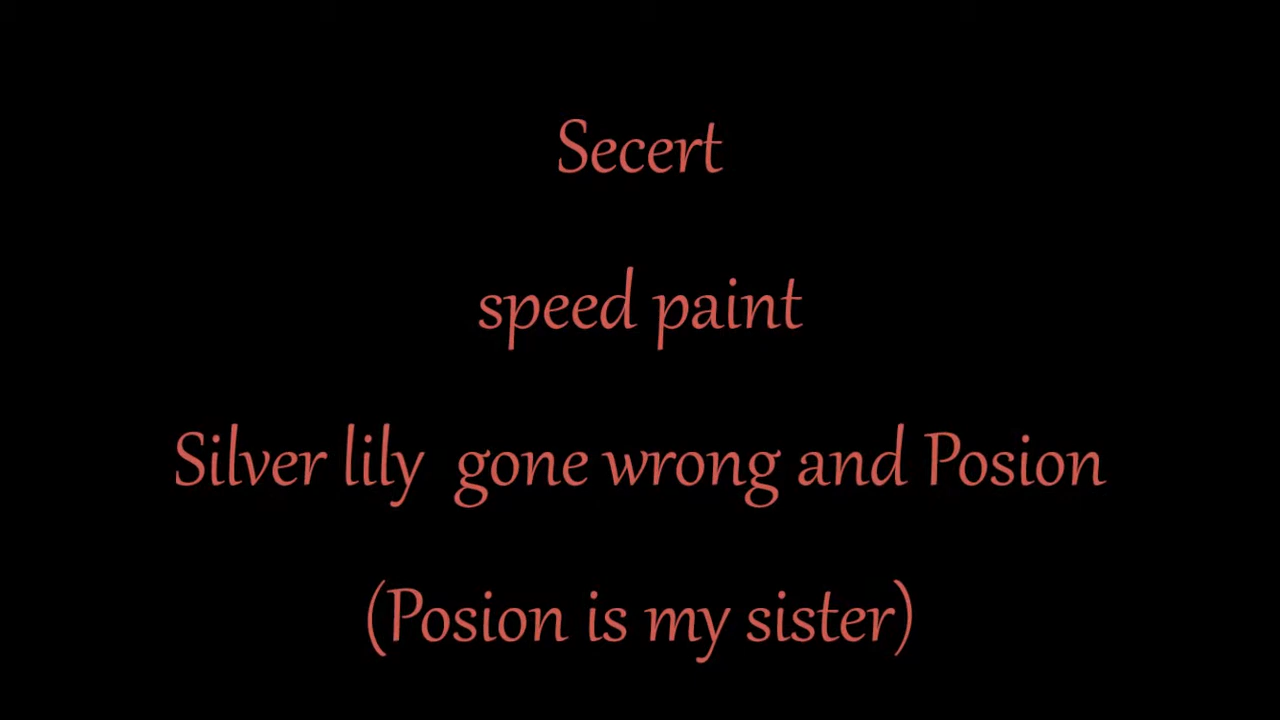 Secert
speed paint
Silver lily  gone wrong and Posion
(Posion is my sister)